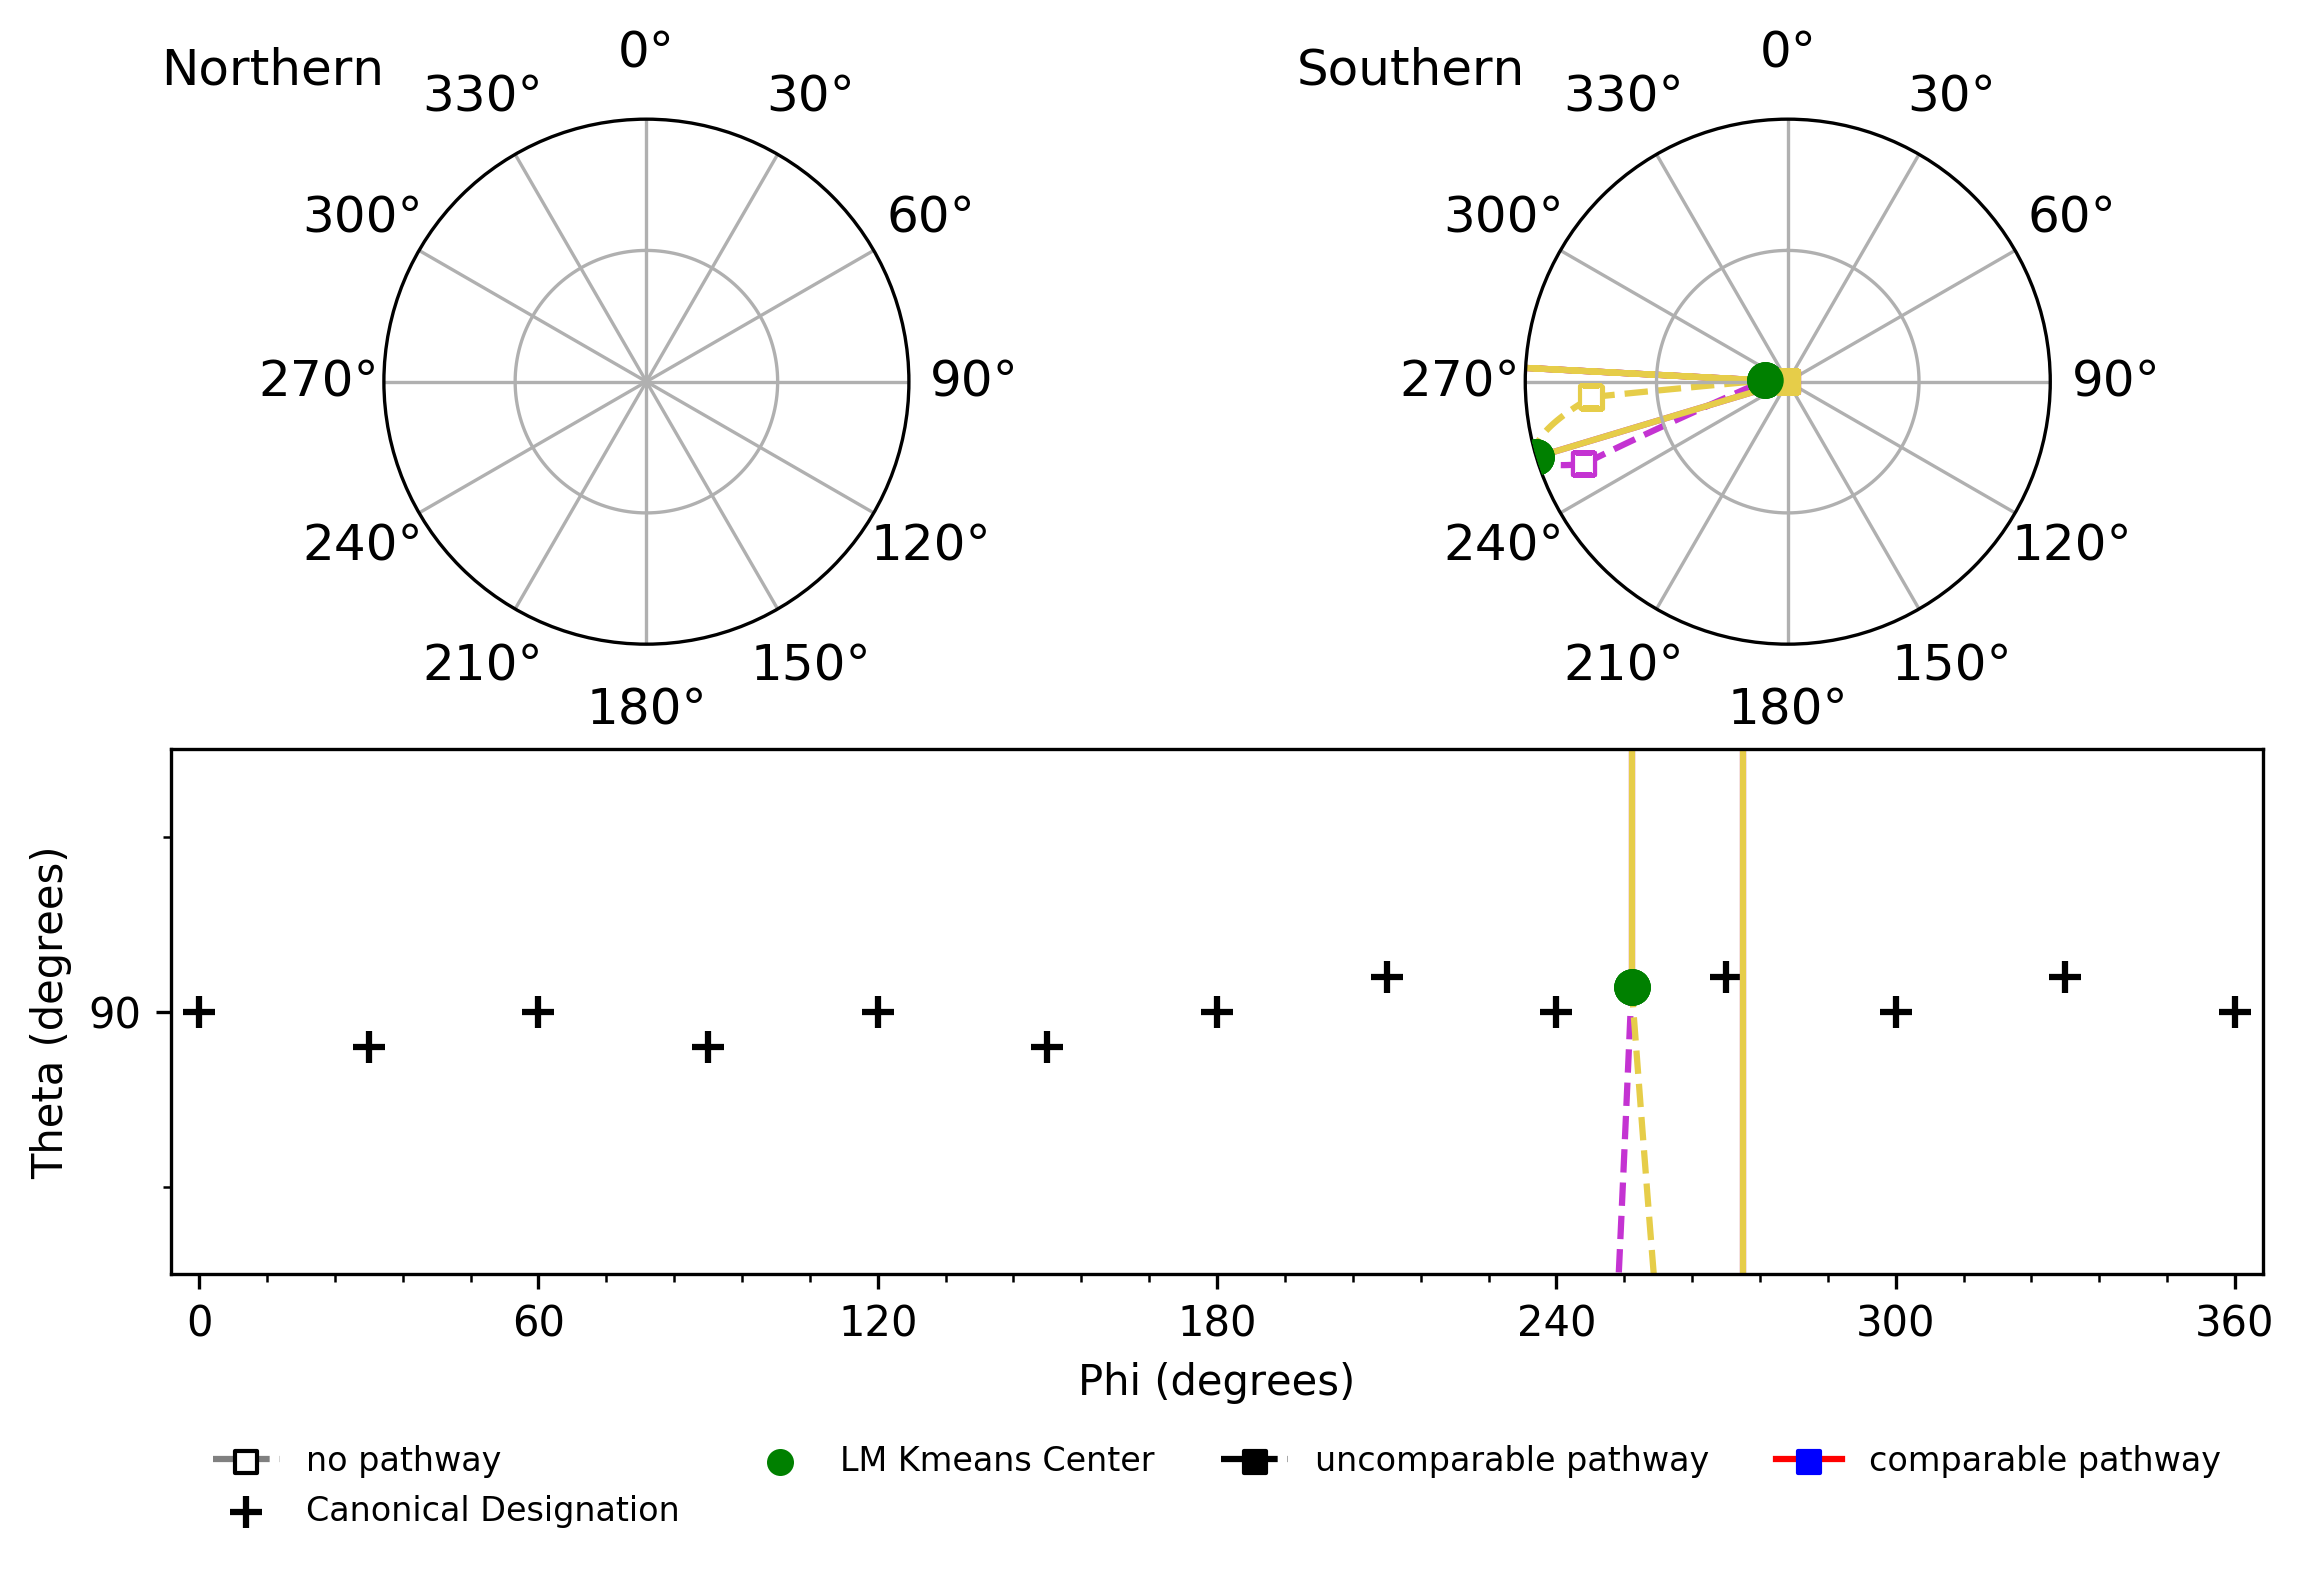 Northern
0°
30°
60°
90°
120°
150°
180°
210°
240°
270°
300°
330°
Southern
0°
30°
60°
90°
120°
150°
180°
210°
240°
270°
300°
330°
Theta (degrees)
90
0 60 120 180 240 300 360
Phi (degrees)
no pathway
Canonical Designation
LM Kmeans Center
uncomparable pathway
comparable pathway